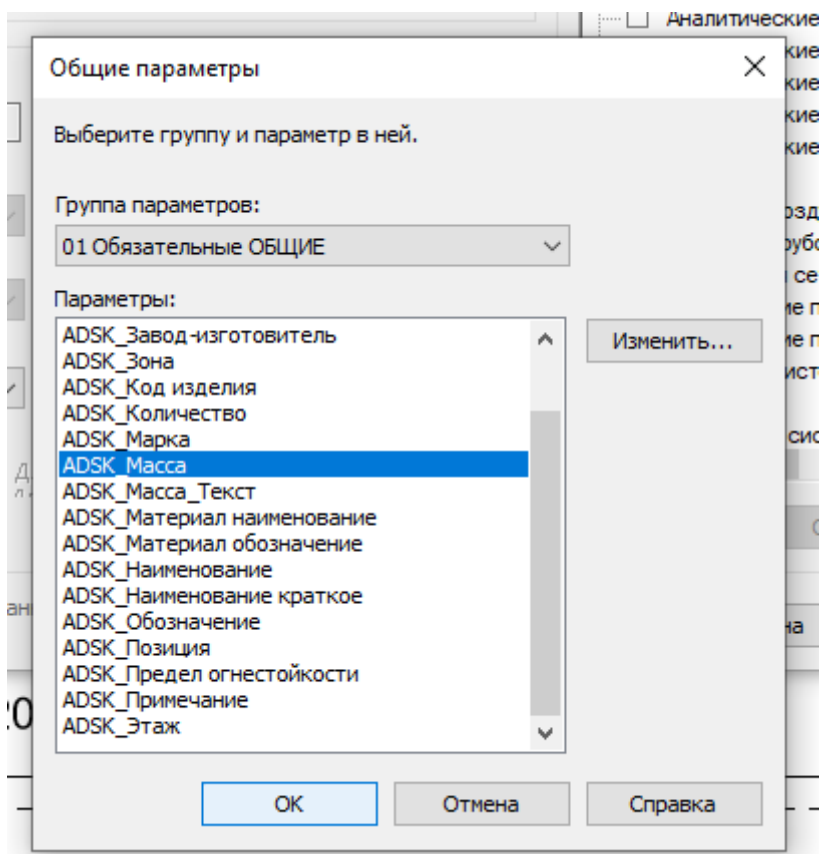 Аналитические
Общие параметры
Выберите группу и параметр в ней.
Группа параметров:
01 Обязательные ОБЩИЕ
Параметры:
ADSK_Завод-изготовитель
ADSK_Зона
ADSK_Код изделия
ADSK_Количество
ADSK_Марка
ADSK_Масса
ADSK_Масса_Текст
ADSK_Материал наименование
ADSK_Материал обозначение
ADSK_Наименование
ADSK_Наименование краткое
ADSK_Обозначение
ADSK_Позиция
ADSK_Предел огнестойкости
ADSK_Примечание
ADSK_Этаж
Изменить...
OK
Отмена
Справка